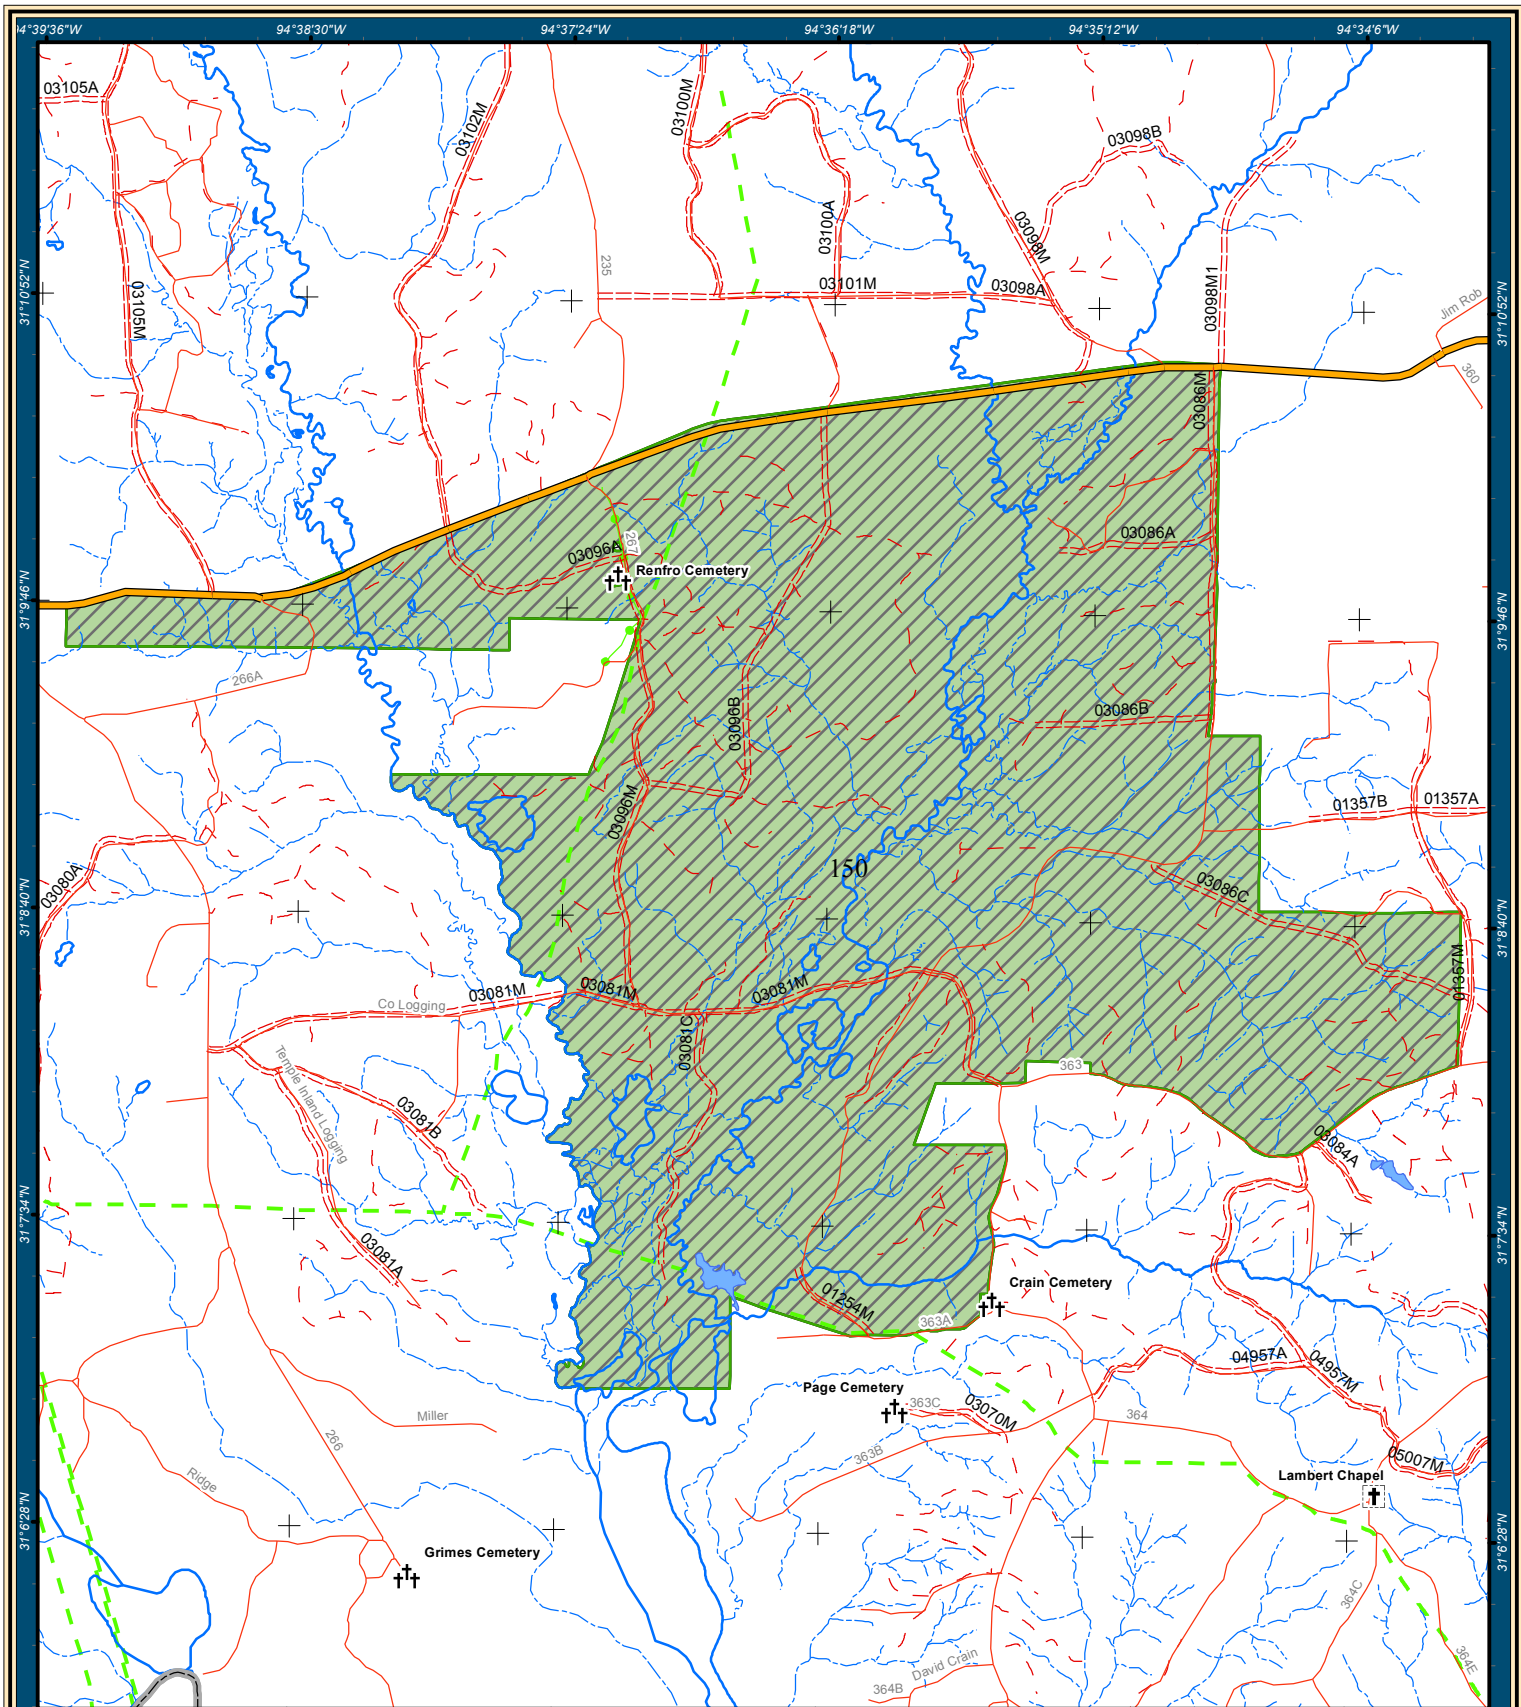 94°39'36"W
94°38'30"W
94°37'24"W
94°36'18"W
94°35'12"W
94°34'6"W
03105A
03102M
03100M
03098B
03100A
03098M
235
03105M
03101M
03098A
03098M1
31°10'52"N
31°10'52"N
Jim Rob
360
03086M
03096A
267
Renfro Cemetery
03086A
31°9'46"N
31°9'46"N
266A
03096B
03086B
03096M
01357B
01357A
150
03080A
03086C
31°8'40"N
31°8'40"N
01357M
03081M
03081M
03081M
Co Logging
03081C
363
Temple Inland Logging
03081B
03084A
31°7'34"N
31°7'34"N
03081A
Crain Cemetery
01254M
363A
04957A
04957M
Page Cemetery
363C
03070M
364
Miller
266
363B
05007M
Lambert Chapel
Ridge
31°6'28"N
31°6'28"N
Grimes Cemetery
364C
364E
David Crain
364B